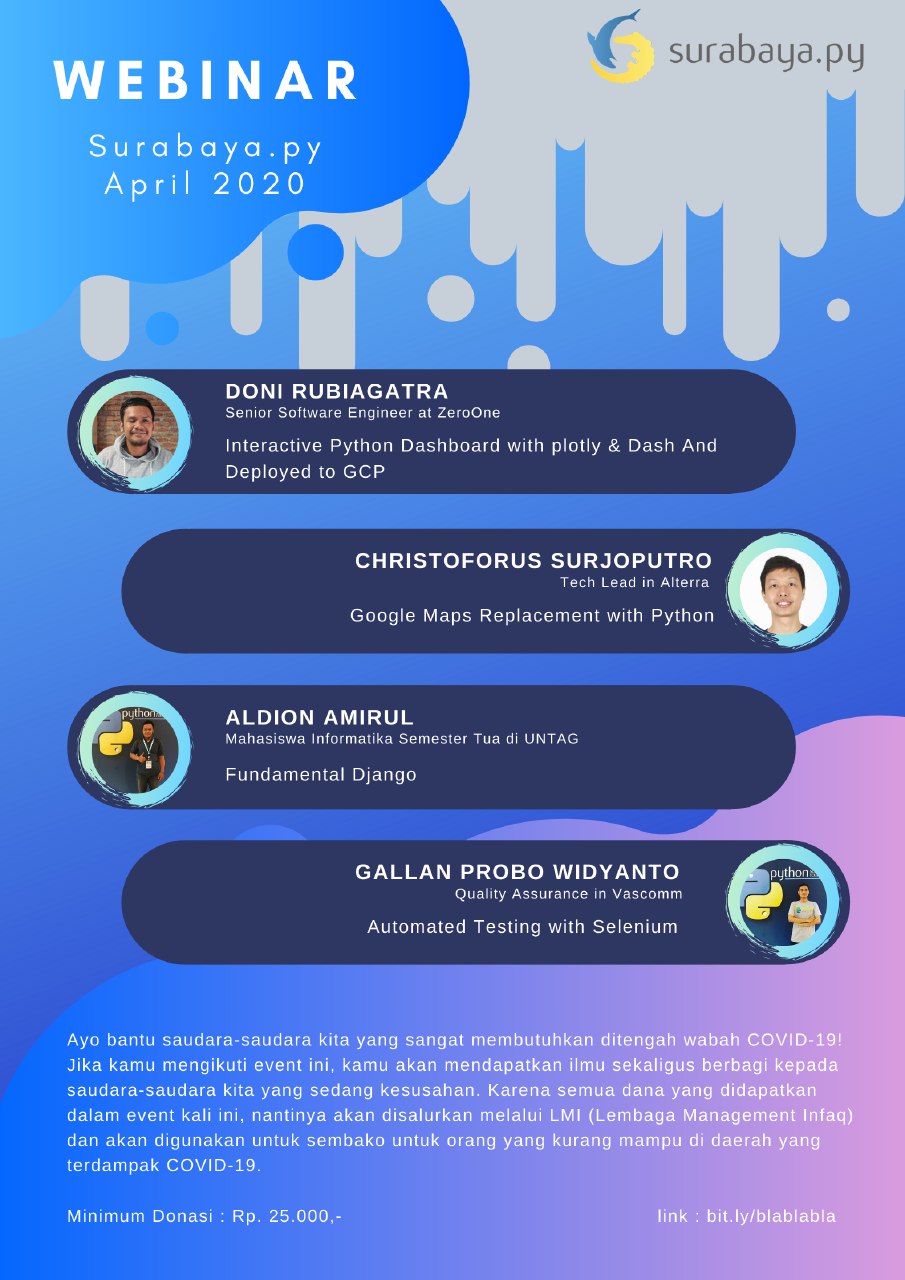 surabaya.py
WEBINAR
Surabaya.py
April 2020
DONI RUBIAGATRA
Senior Software Engineer at ZeroOne
Interactive Python Dashboard with plotly & Dash And
Deployed to GCP
CHRISTOFORUS SURJOPUTRO
Tech Lead in Alterra
Google Maps Replacement with Python
python
ALDION AMIRUL
Mahasiswa Informatika Semester Tua di UNTAG
Fundamental Django
GALLAN PROBO WIDYANTO
Quality Assurance in Vascomm
Automated Testing with Selenium
python
Ayo bantu saudara-saudara kita yang sangat membutuhkan ditengah wabah COVID-19!
Jika kamu mengikuti event ini, kamu akan mendapatkan ilmu sekaligus berbagi kepada
saudara-saudara kita yang sedang kesusahan. Karena semua dana yang didapatkan
dalam event kali ini, nantinya akan disalurkan melalui LMI (Lembaga Management Infaq)
dan akan digunakan untuk sembako untuk orang yang kurang mampu di daerah yang
terdampak COVID-19.
Minimum Donasi : Rp. 25.000,-
link : bit.ly/blablabla